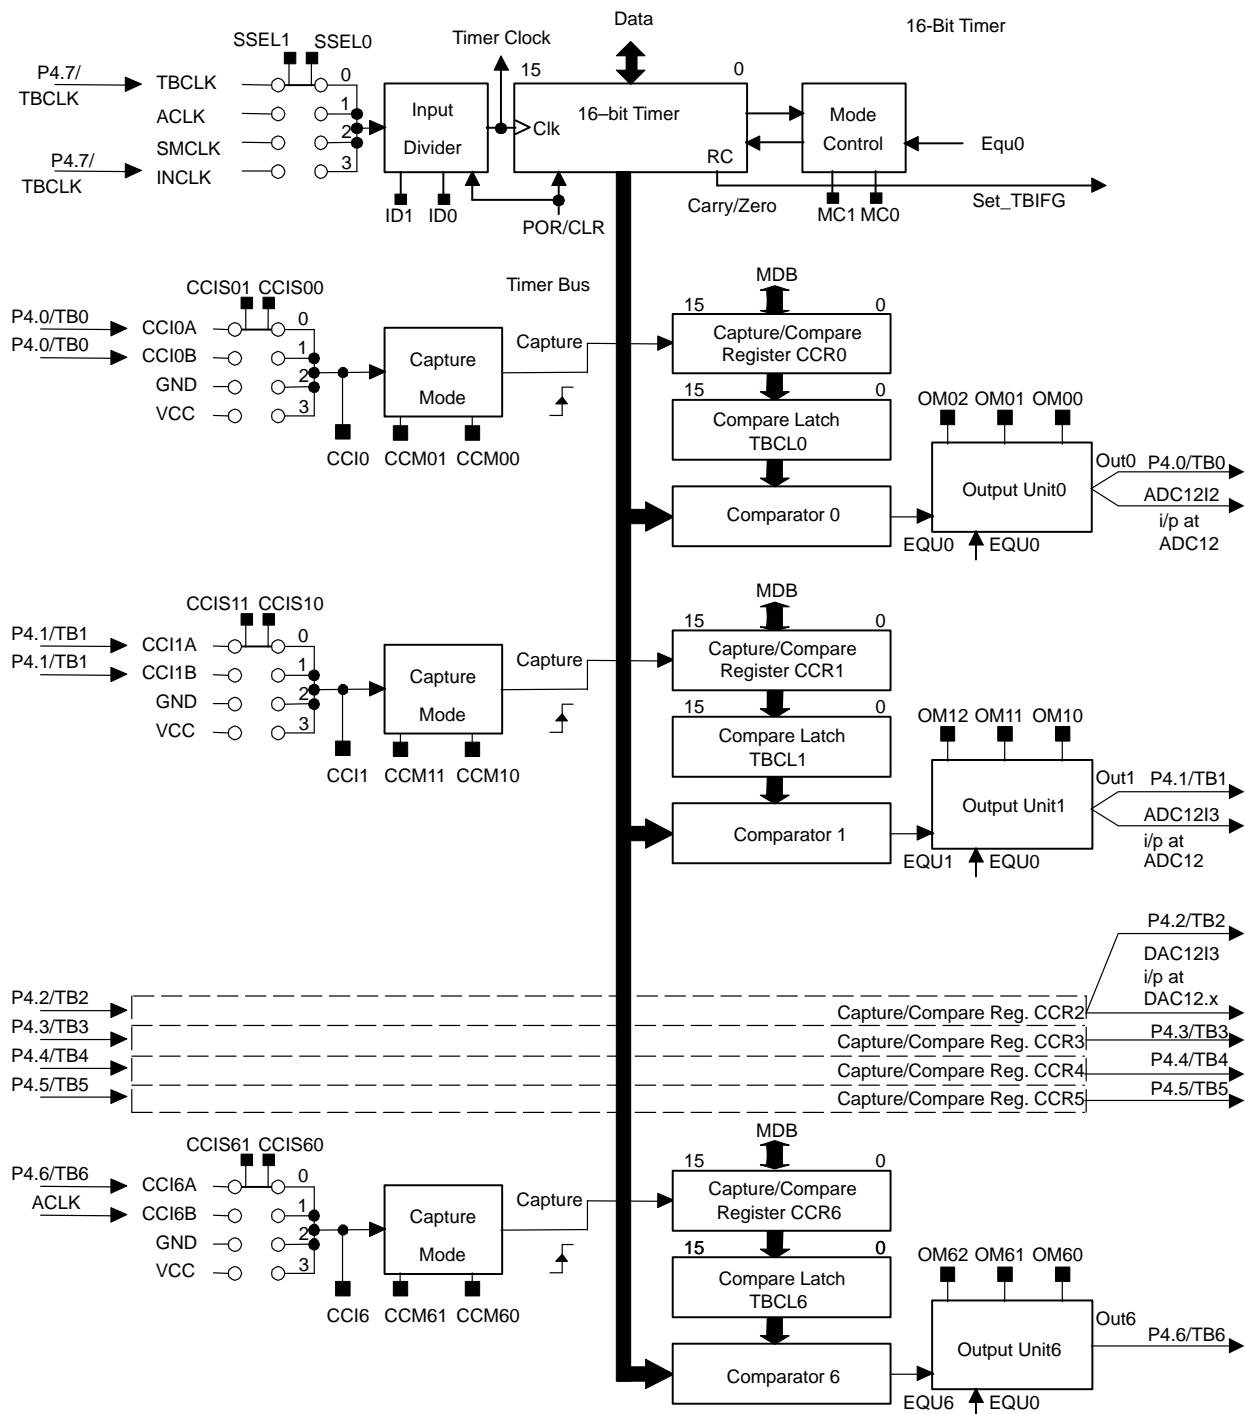 Data
16-Bit Timer
SSEL1 SSEL0
Timer Clock
15
0
P4.7/
TBCLK
TBCLK
0
ACLK
1
SMCLK
2
P4.7/
TBCLK
INCLK
3
Input
Divider
Clk
16–bit Timer
RC
Mode
Control
Equ0
ID1 ID0
POR/CLR
Carry/Zero
MC1 MC0
Set_TBIFG
Timer Bus
CCIS01 CCIS00
MDB
15
0
P4.0/TB0
CCI0A
0
P4.0/TB0
CCI0B
1
GND
2
VCC
3
Capture
Mode
Capture
Capture/Compare
Register CCR0
CCI0
CCM01 CCM00
15
0
Compare Latch
TBCL0
OM02 OM01 OM00
Comparator 0
EQU0
Output Unit0
EQU0
Out0
P4.0/TB0
ADC12I2
i/p at
ADC12
CCIS11 CCIS10
MDB
15
0
P4.1/TB1
CCI1A
0
P4.1/TB1
CCI1B
1
GND
2
VCC
3
Capture
Mode
Capture
Capture/Compare
Register CCR1
CCI1
CCM11 CCM10
15
0
Compare Latch
TBCL1
OM12 OM11 OM10
Comparator 1
EQU1
Output Unit1
EQU0
Out1
P4.1/TB1
ADC12I3
i/p at
ADC12
P4.2/TB2
DAC12I3
i/p at
DAC12.x
P4.2/TB2
Capture/Compare Reg. CCR2
P4.3/TB3
Capture/Compare Reg. CCR3
P4.3/TB3
P4.4/TB4
Capture/Compare Reg. CCR4
P4.4/TB4
P4.5/TB5
Capture/Compare Reg. CCR5
P4.5/TB5
CCIS61 CCIS60
MDB
15
0
P4.6/TB6
CCI6A
0
ACLK
CCI6B
1
GND
2
VCC
3
Capture
Mode
Capture
Capture/Compare
Register CCR6
CCI6
CCM61 CCM60
15
0
Compare Latch
TBCL6
OM62 OM61 OM60
Comparator 6
EQU6
Output Unit6
EQU0
Out6
P4.6/TB6